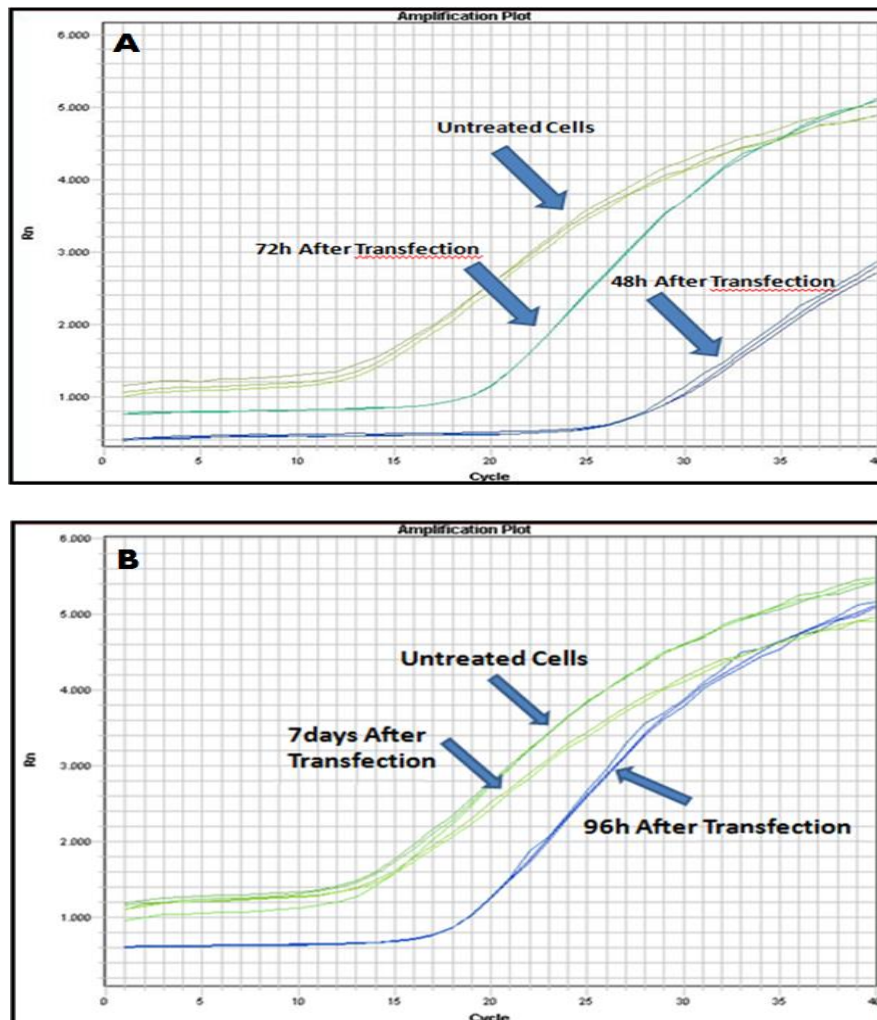 Amplification Plot
A
6.000
5.000
4.000
3.000
2.000
1.000
Rn
Untreated Cells
72h After Transfection
48h After Transfection
0 5 10 15 20 25 30 35 40
Cycle
Amplification Plot
B
6.000
5.000
4.000
3.000
2.000
1.000
Rn
Untreated Cells
7days After
Transfection
96h After Transfection
0 5 10 15 20 25 30 35 40
Cycle